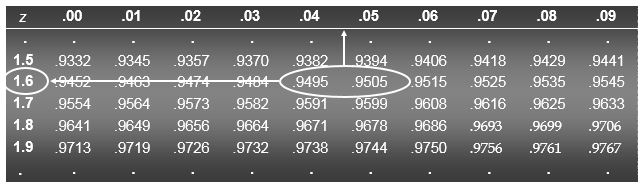 z .00 .01 .02 .03 .04 .05 .06 .07 .08 .09
. . . . . . . . . . .
1.5 .9332 .9345 .9357 .9370 .9382 .9394 .9406 .9418 .9429 .9441
1.6 .9452 .9463 .9474 .9484 .9495 .9505 .9515 .9525 .9535 .9545
1.7 .9554 .9564 .9573 .9582 .9591 .9599 .9608 .9616 .9625 .9633
1.8 .9641 .9649 .9656 .9664 .9671 .9678 .9686 .9693 .9699 .9706
1.9 .9713 .9719 .9726 .9732 .9738 .9744 .9750 .9756 .9761 .9767
. . . . . . . . . . .